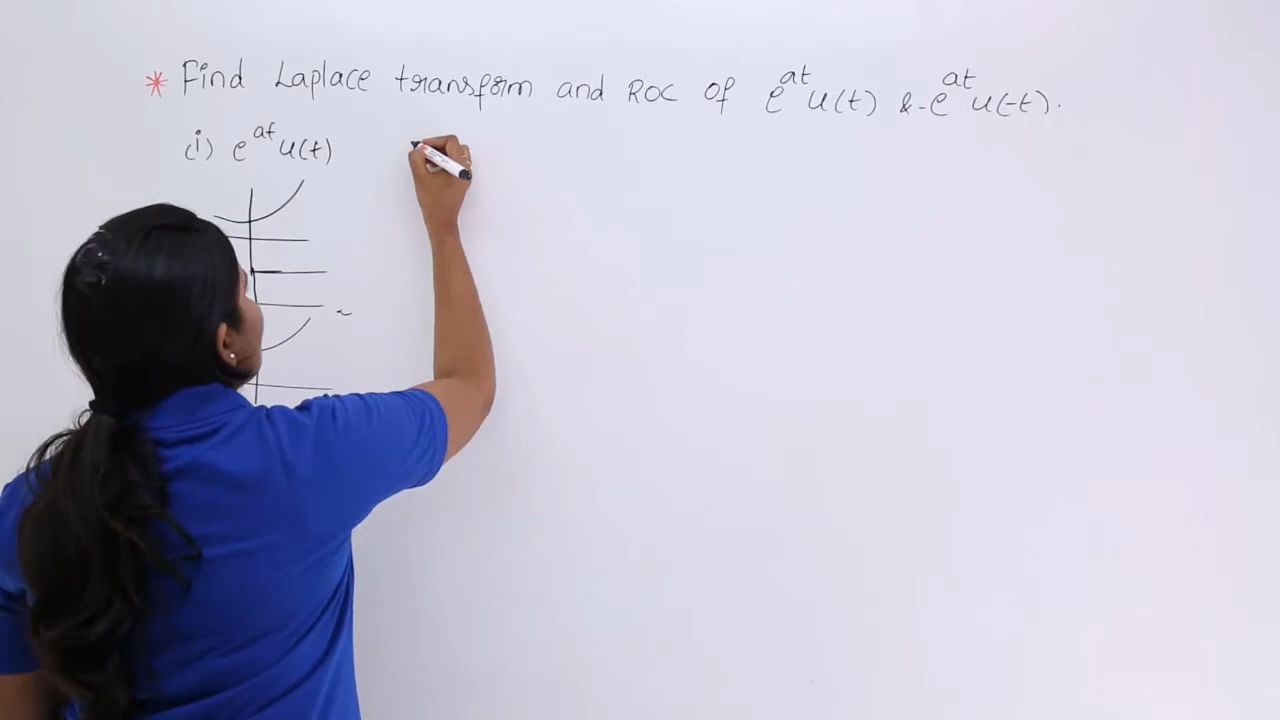 * Find Laplace transform and ROC of e^{at} u(t) & -e^{at} u(-t).
(i) e^{at} u(t)